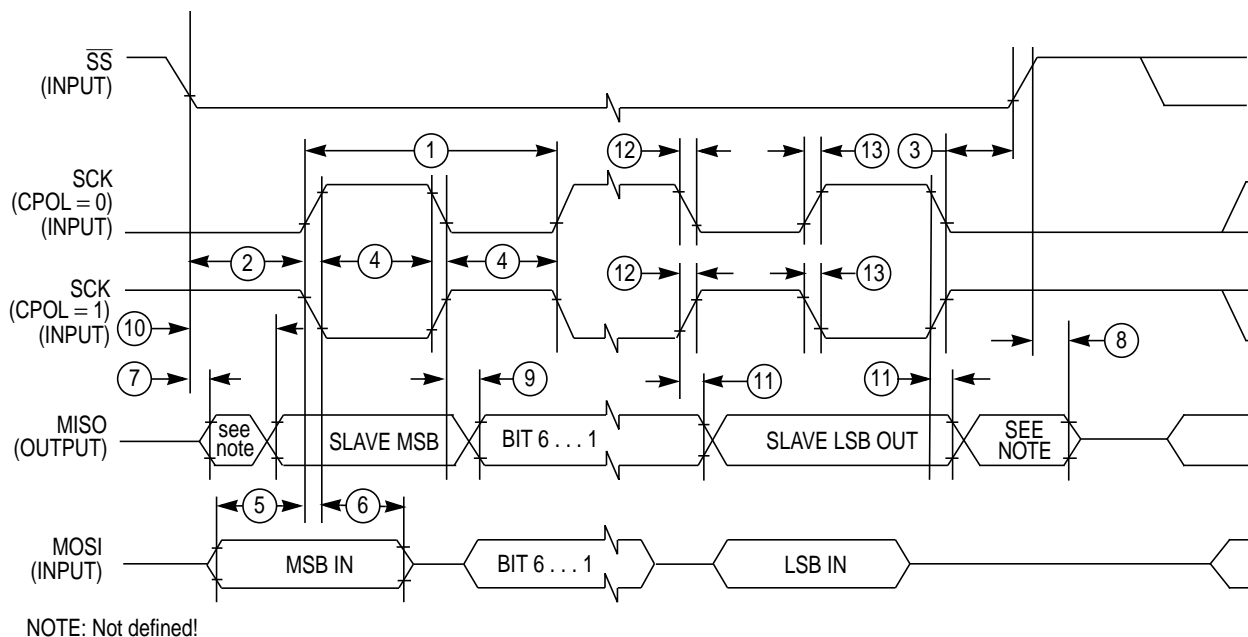 SS
(INPUT)
1
12
13
3
SCK
(CPOL = 0)
(INPUT)
2
4
4
12
13
SCK
(CPOL = 1)
(INPUT)
10
8
7
9
11
11
MISO
(OUTPUT)
see
note
SLAVE MSB
BIT 6 . . . 1
SLAVE LSB OUT
SEE
NOTE
5
6
MOSI
(INPUT)
MSB IN
BIT 6 . . . 1
LSB IN
NOTE: Not defined!